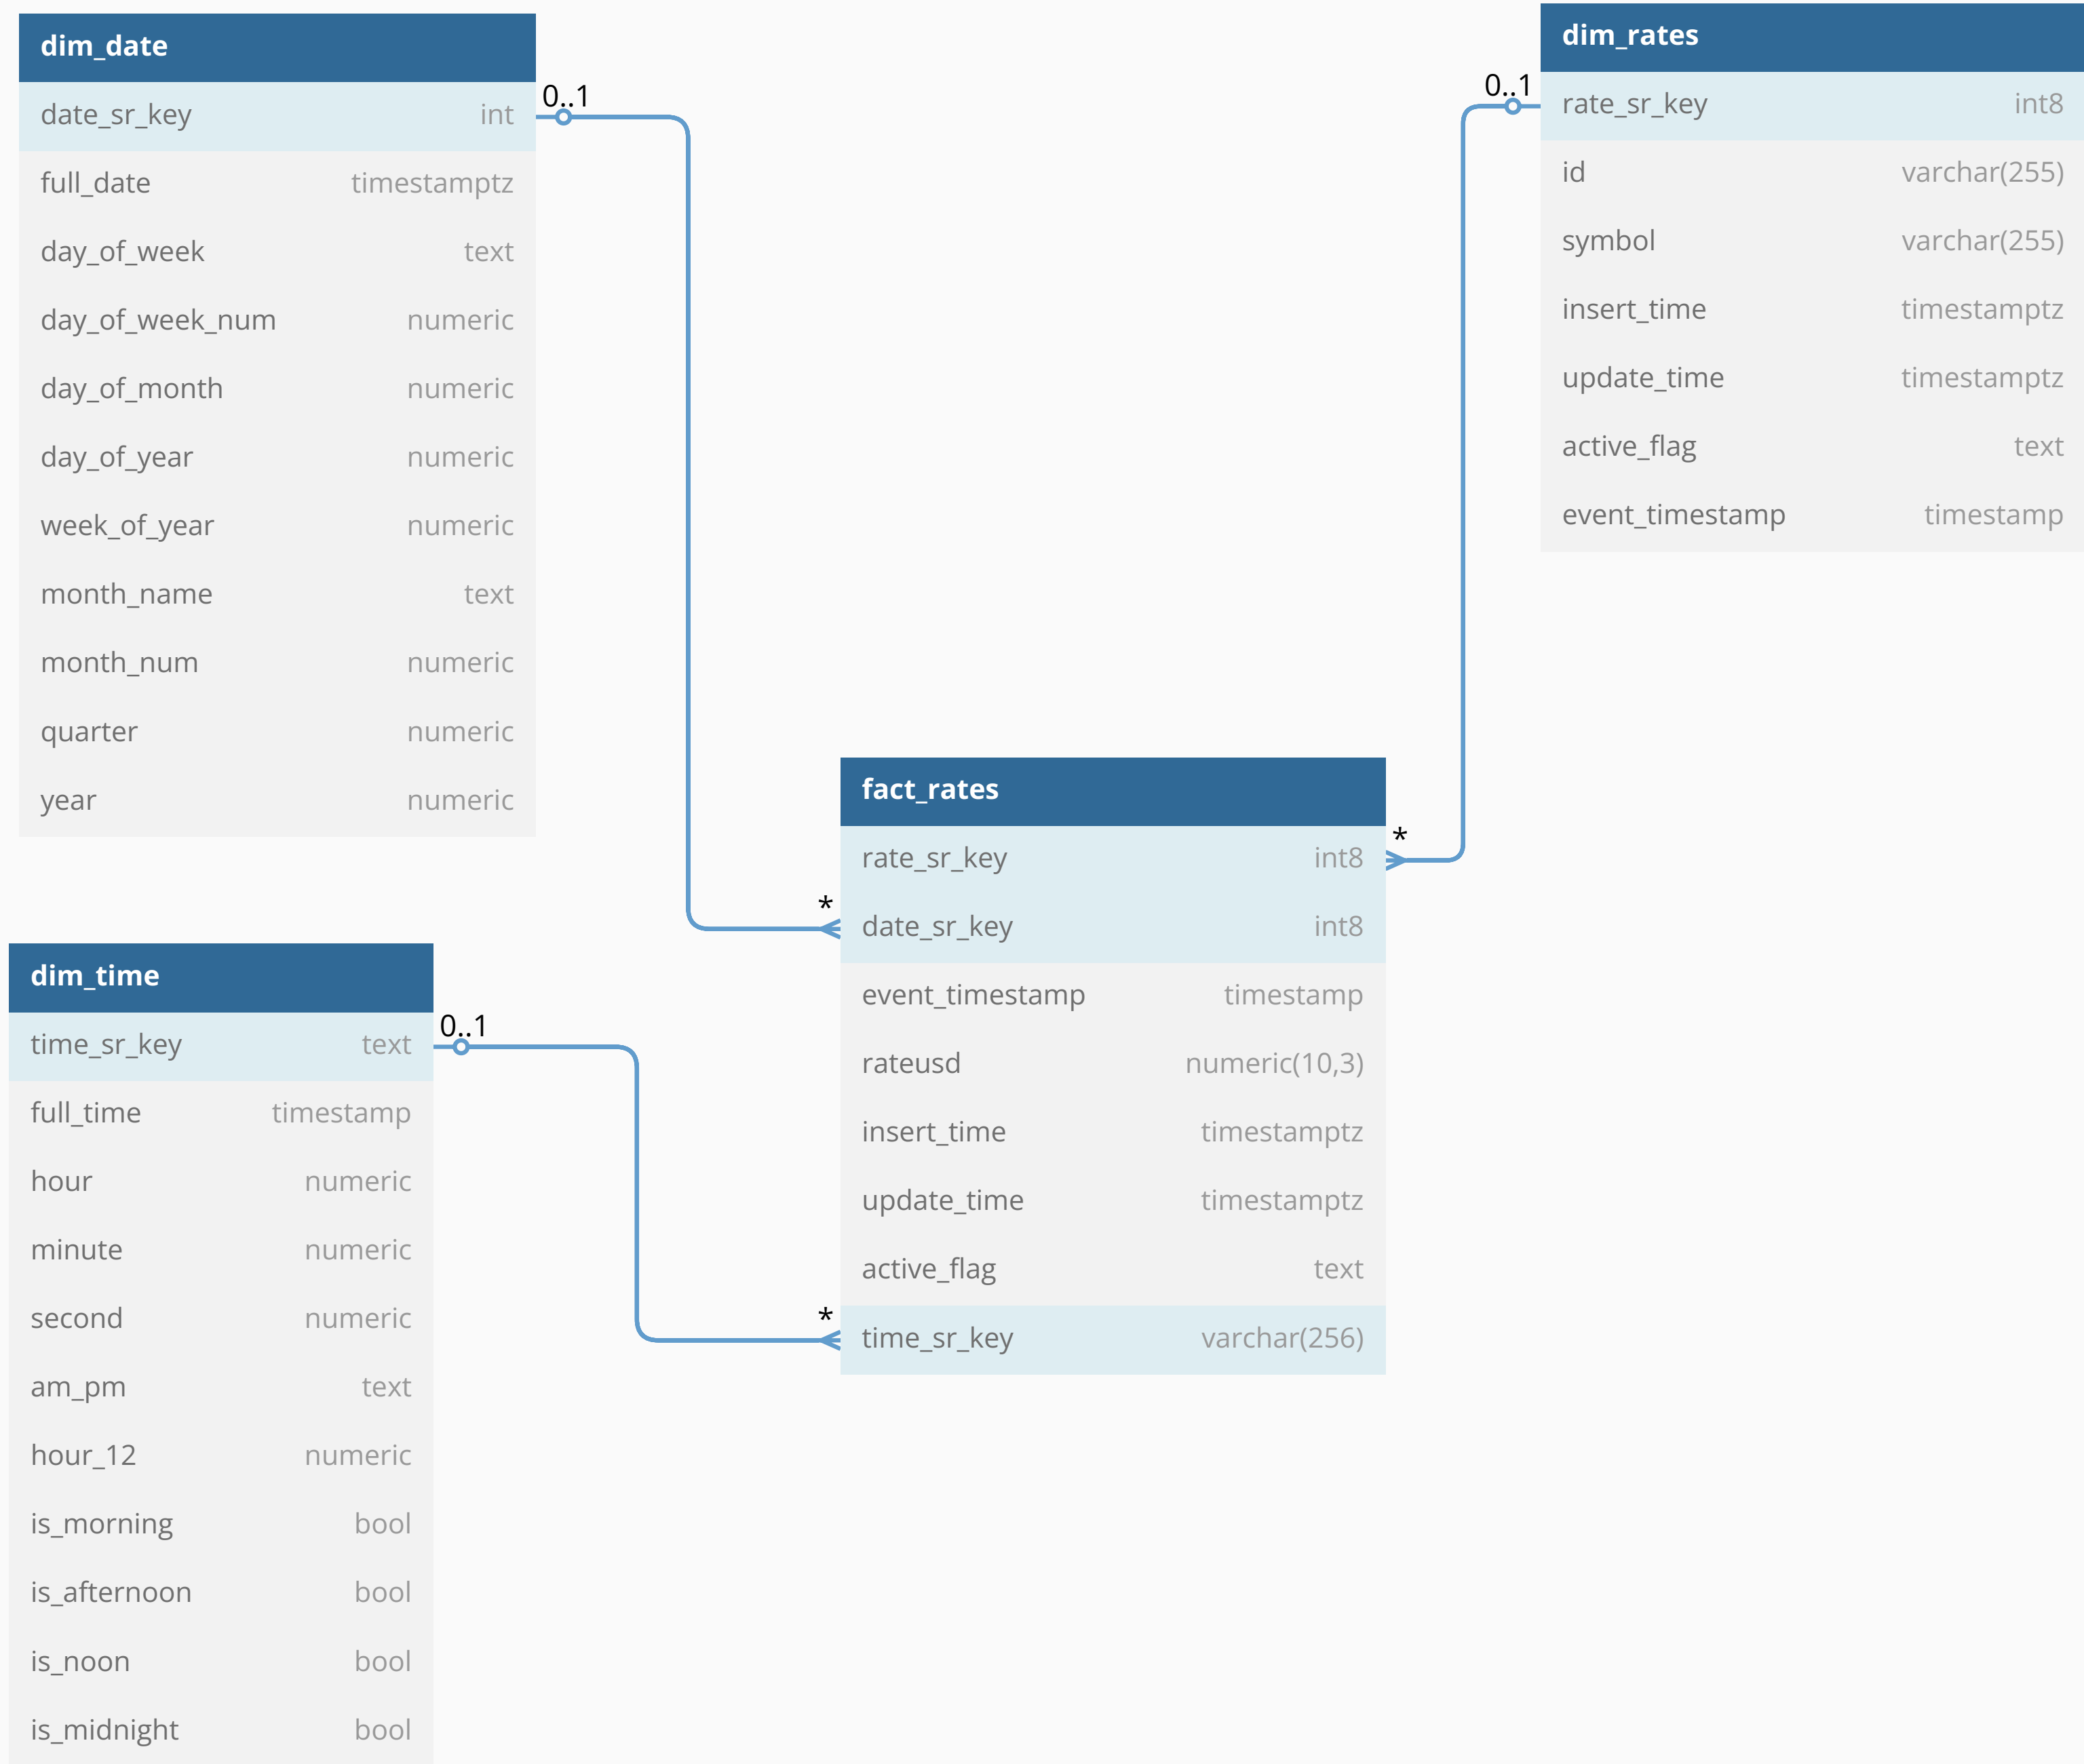 dim_date
date_sr_key int
full_date timestamptz
day_of_week text
day_of_week_num numeric
day_of_month numeric
day_of_year numeric
week_of_year numeric
month_name text
month_num numeric
quarter numeric
year numeric
0..1
*
dim_rates
rate_sr_key int8
id varchar(255)
symbol varchar(255)
insert_time timestamptz
update_time timestamptz
active_flag text
event_timestamp timestamp
0..1
*
fact_rates
rate_sr_key int8
date_sr_key int8
event_timestamp timestamp
rateusd numeric(10,3)
insert_time timestamptz
update_time timestamptz
active_flag text
time_sr_key varchar(256)
dim_time
time_sr_key text
full_time timestamp
hour numeric
minute numeric
second numeric
am_pm text
hour_12 numeric
is_morning bool
is_afternoon bool
is_noon bool
is_midnight bool
0..1
*